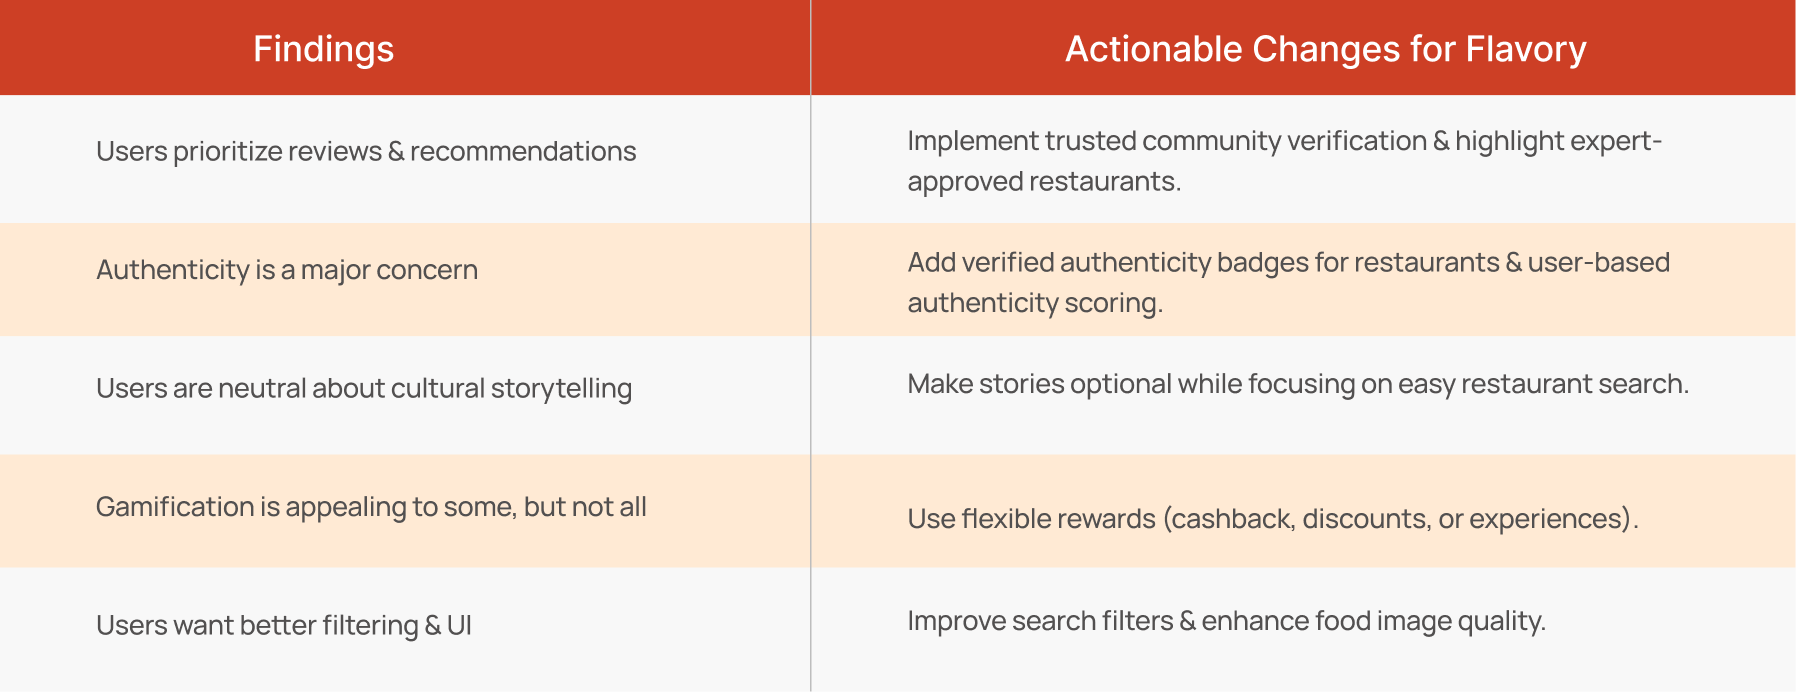 Findings
Actionable Changes for Flavory
Users prioritize reviews & recommendations
Implement trusted community verification & highlight expert-
approved restaurants.
Authenticity is a major concern
Add verified authenticity badges for restaurants & user-based
authenticity scoring.
Users are neutral about cultural storytelling
Make stories optional while focusing on easy restaurant search.
Gamification is appealing to some, but not all
Use flexible rewards (cashback, discounts, or experiences).
Users want better filtering & UI
Improve search filters & enhance food image quality.